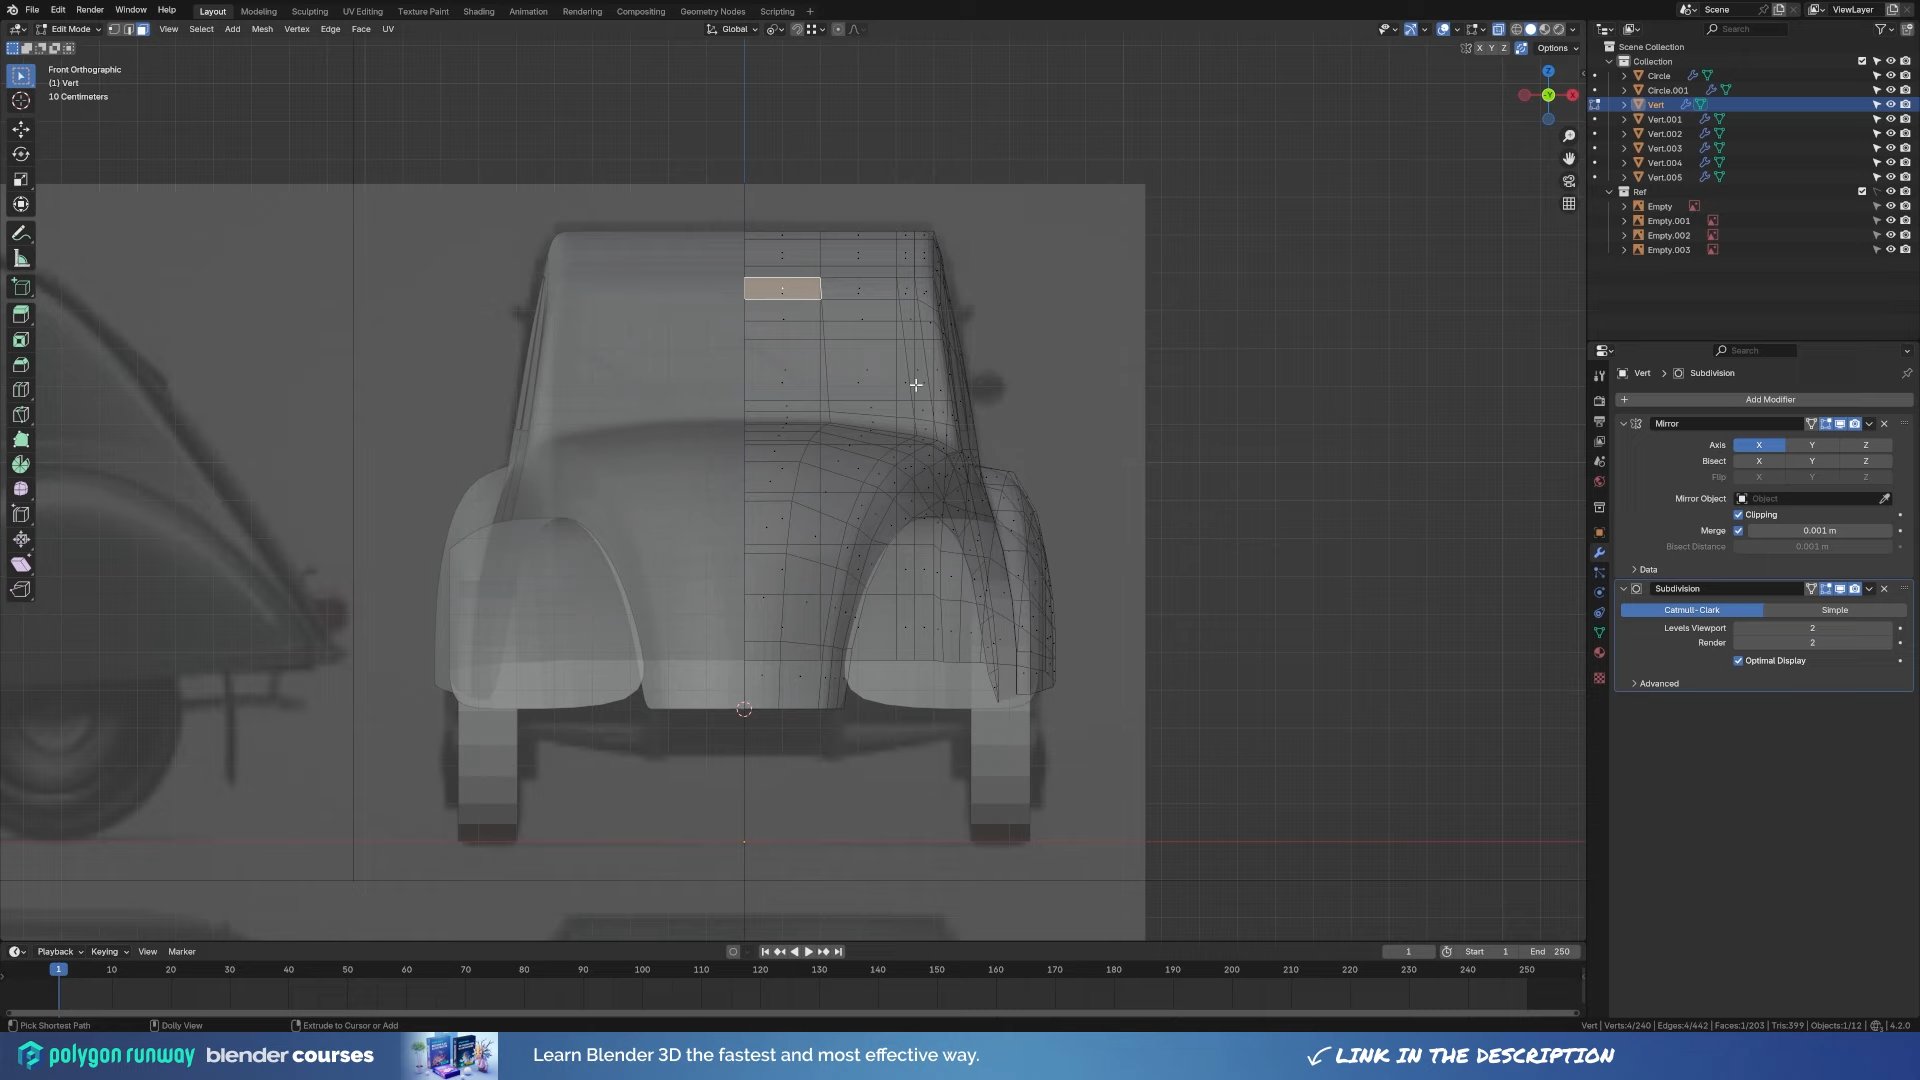 File Edit Render Window Help Layout Modeling Sculpting UV Editing Texture Paint Shading Animation Rendering Compositing Geometry Nodes Scripting + Scene ViewLayer
Edit Mode View Select Add Mesh Vertex Edge Face UV Global Search
X Y Z Options
Front Orthographic
(1) Vert
10 Centimeters
Z
-Y
X
Scene Collection
Collection
Circle
Circle.001
Vert
Vert.001
Vert.002
Vert.003
Vert.004
Vert.005
Ref
Empty
Empty.001
Empty.002
Empty.003
Search
Vert > Subdivision
+ Add Modifier
Mirror
Axis X Y Z
Bisect X Y Z
Flip X Y Z
Mirror Object Object
Clipping
Merge 0.001 m
Bisect Distance 0.001 m
Data
Subdivision
Catmull-Clark Simple
Levels Viewport 2
Render 2
Optimal Display
Advanced
Playback Keying View Marker 1 Start 1 End 250
1 10 20 30 40 50 60 70 80 90 100 110 120 130 140 150 160 170 180 190 200 210 220 230 240 250
Pick Shortest Path Dolly View Extrude to Cursor or Add Vert | Verts:4/240 | Edges:4/442 | Faces:1/203 | Tris:399 | Objects:1/12 | 4.2.0
polygon runway blender courses Learn Blender 3D the fastest and most effective way. LINK IN THE DESCRIPTION